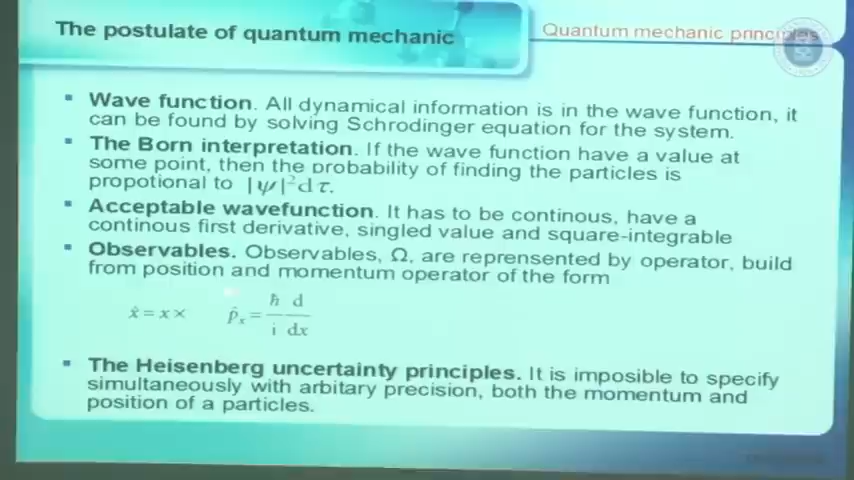 The postulate of quantum mechanic
Quantum mechanic principles
▪ Wave function. All dynamical information is in the wave function, it
can be found by solving Schrodinger equation for the system.
▪ The Born interpretation. If the wave function have a value at
some point, then the probability of finding the particles is
propotional to |ψ|²dτ.
▪ Acceptable wavefunction. It has to be continous, have a
continous first derivative, singled value and square-integrable
▪ Observables. Observables, Ω, are reprensented by operator, build
from position and momentum operator of the form
x̂ = x× p̂ₓ = ħ/i d/dx
▪ The Heisenberg uncertainty principles. It is imposible to specify
simultaneously with arbitary precision, both the momentum and
position of a particles.